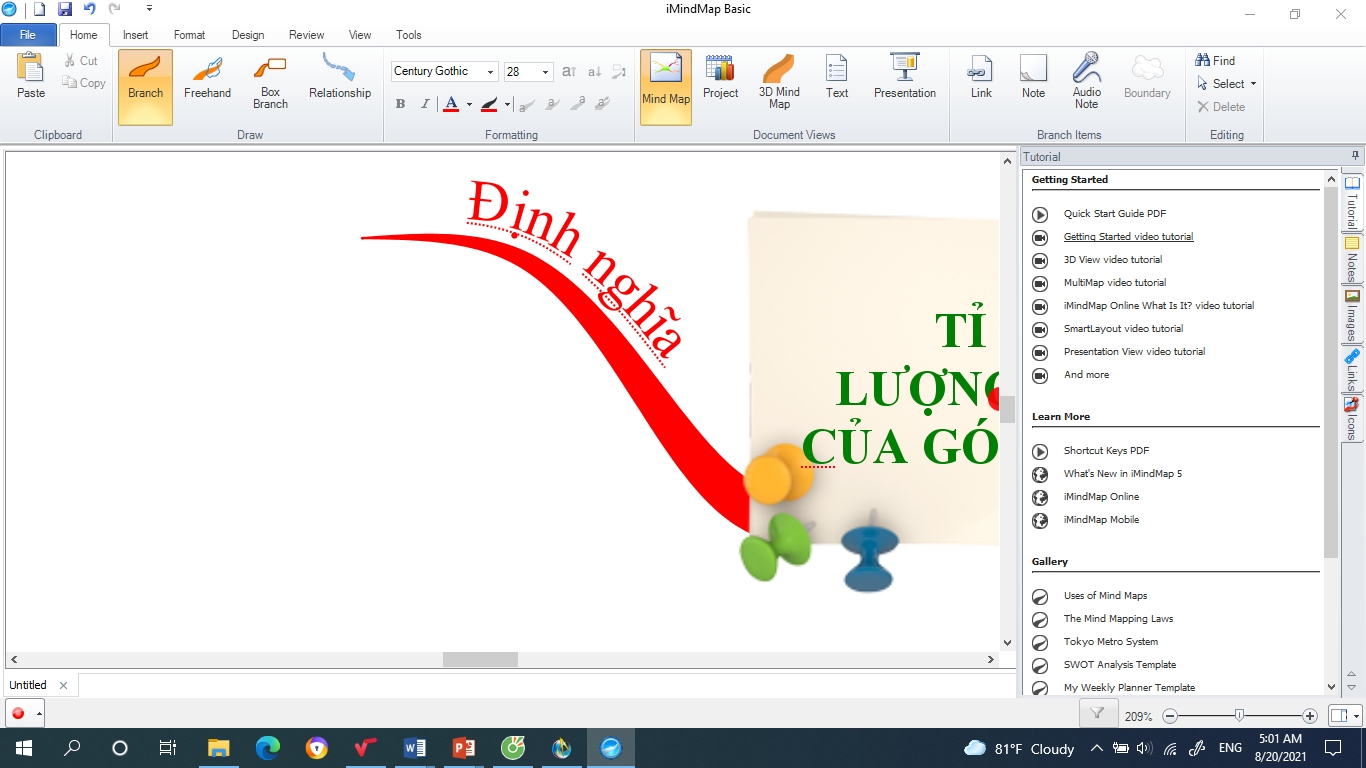 iMindMap Basic
File Home Insert Format Design Review View Tools
Paste Cut Copy Clipboard
Branch Freehand Box Branch Relationship Draw
Century Gothic 28
B I A Formatting
Mind Map Project 3D Mind Map Text Presentation Document Views
Link Note Audio Note Boundary Branch Items
Find Select Delete Editing
Định nghĩa
TỈ
LƯỢNG
CỦA GÓ
Tutorial
Getting Started
Quick Start Guide PDF
Getting Started video tutorial
3D View video tutorial
MultiMap video tutorial
iMindMap Online What Is It? video tutorial
SmartLayout video tutorial
Presentation View video tutorial
And more
Learn More
Shortcut Keys PDF
What's New in iMindMap 5
iMindMap Online
iMindMap Mobile
Gallery
Uses of Mind Maps
The Mind Mapping Laws
Tokyo Metro System
SWOT Analysis Template
My Weekly Planner Template
Tutorial
Notes
Images
Links
Icons
Untitled
209%
81°F Cloudy
ENG
5:01 AM
8/20/2021